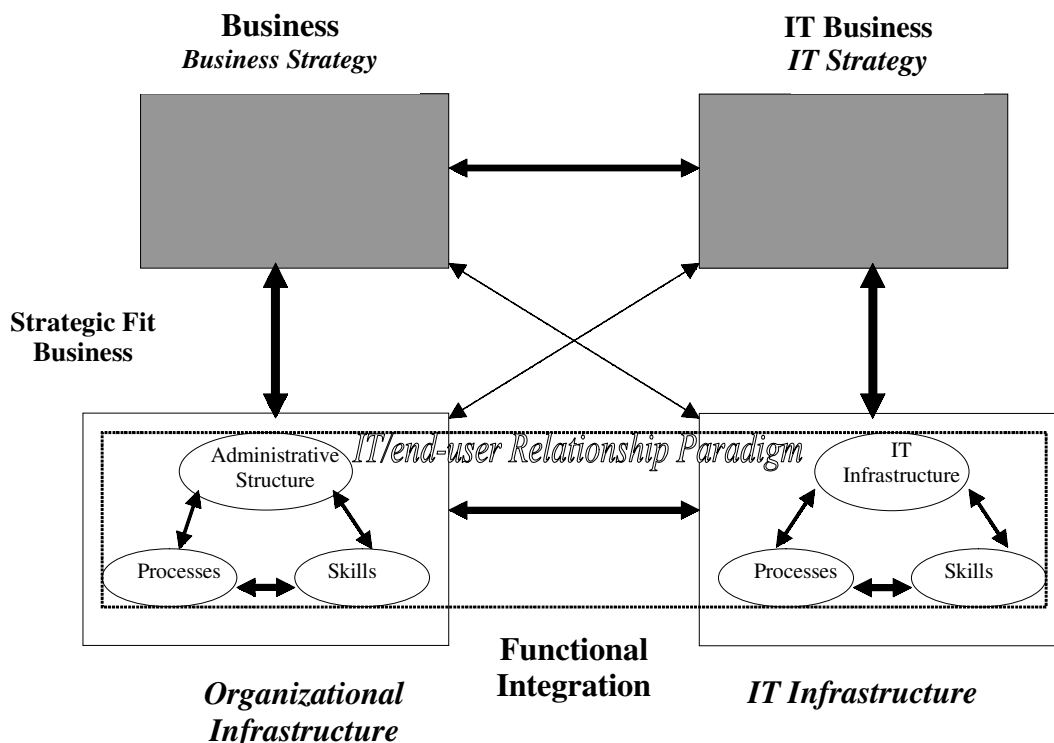 Business
Business Strategy
IT Business
IT Strategy
Strategic Fit
Business
IT/end-user Relationship Paradigm
Administrative
Structure
Processes
Skills
IT
Infrastructure
Processes
Skills
Functional
Integration
Organizational
Infrastructure
IT Infrastructure